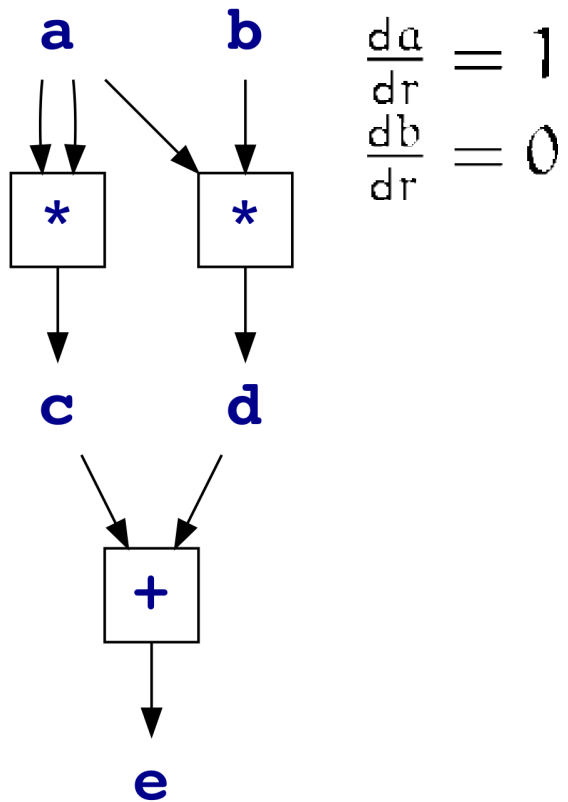 a b
da/dr = 1
db/dr = 0
* *
c d
+
e